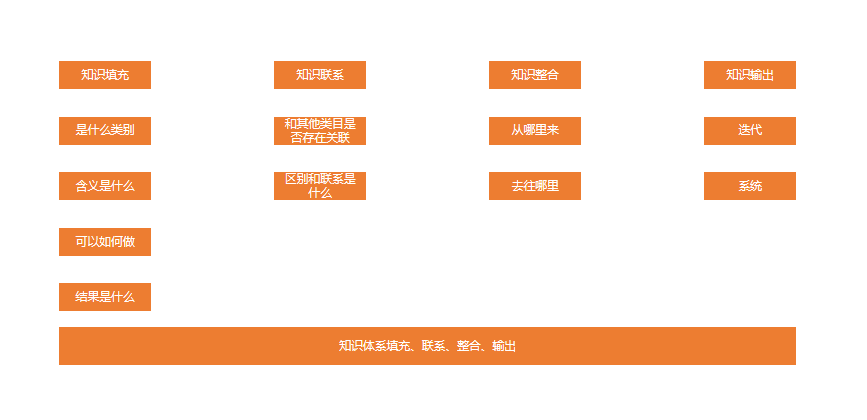 知识填充
知识联系
知识整合
知识输出
是什么类别
和其他类目是
否存在关联
从哪里来
迭代
含义是什么
区别和联系是
什么
去往哪里
系统
可以如何做
结果是什么
知识体系填充、联系、整合、输出